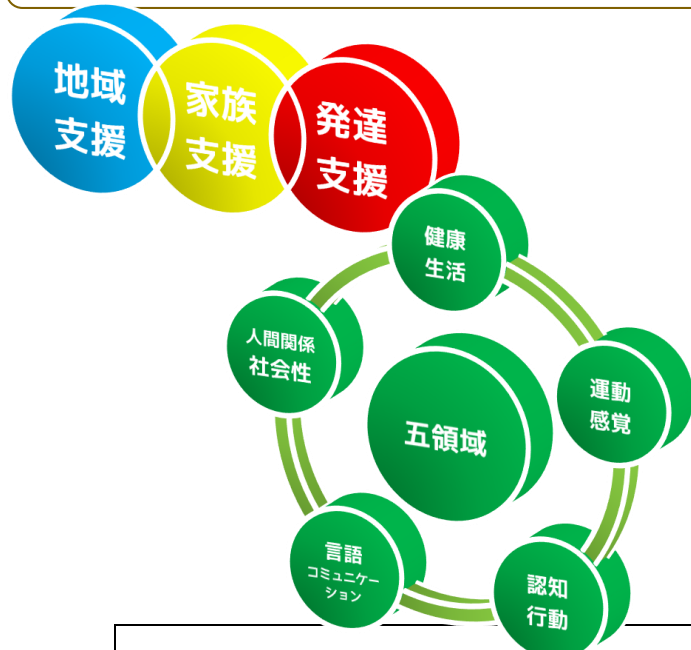 地域
支援
家族
支援
発達
支援
健康
生活
人間関係
社会性
運動
感覚
五領域
言語
コミュニケー
ション
認知
行動